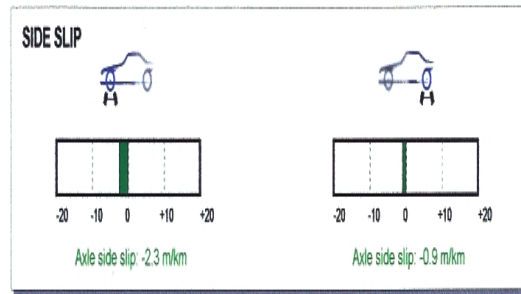 SIDE SLIP
-20 -10 0 +10 +20
-20 -10 0 +10 +20
Axle side slip: -2.3 m/km
Axle side slip: -0.9 m/km